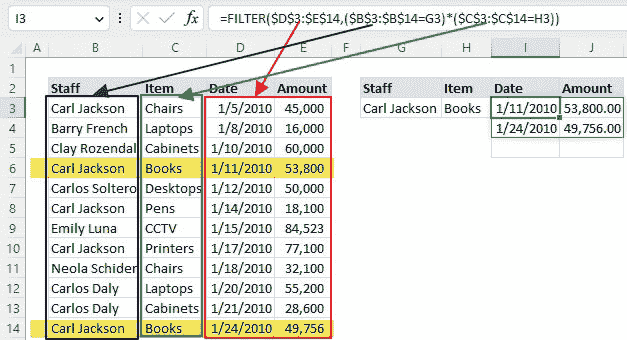 I3 fx =FILTER($D$3:$E$14,($B$3:$B$14=G3)*($C$3:$C$14=H3))
A B C D E F G H I J
1
2 Staff Item Date Amount Staff Item Date Amount
3 Carl Jackson Chairs 1/5/2010 45,000 Carl Jackson Books 1/11/2010 53,800.00
4 Barry French Laptops 1/8/2010 16,000 1/24/2010 49,756.00
5 Clay Rozendal Cabinets 1/10/2010 60,000
6 Carl Jackson Books 1/11/2010 53,800
7 Carlos Soltero Desktops 1/12/2010 50,000
8 Carl Jackson Pens 1/14/2010 18,100
9 Emily Luna CCTV 1/15/2010 84,523
10 Carl Jackson Printers 1/17/2010 77,100
11 Neola Schider Chairs 1/18/2010 32,100
12 Carlos Daly Laptops 1/20/2010 55,200
13 Carlos Daly Cabinets 1/21/2010 28,600
14 Carl Jackson Books 1/24/2010 49,756